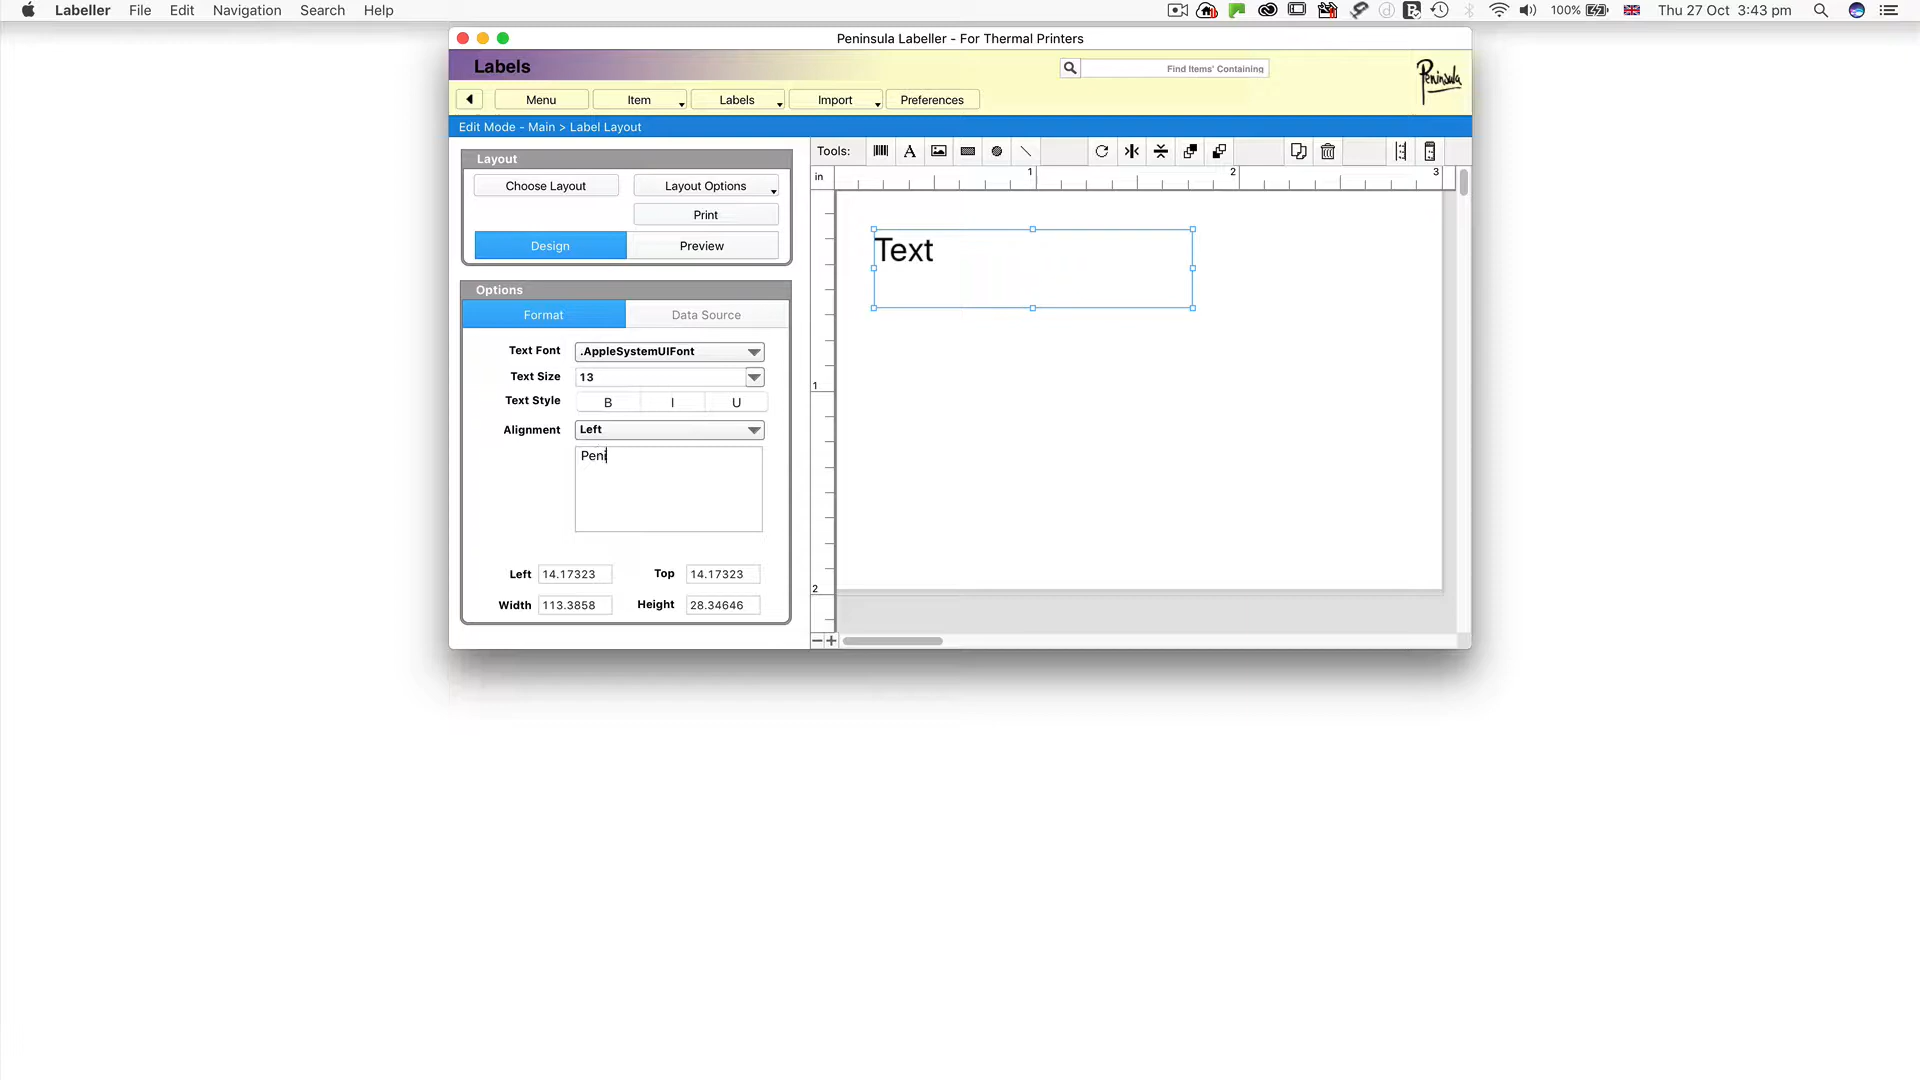 Labeller File Edit Navigation Search Help 100% Thu 27 Oct 3:43 pm
Peninsula Labeller - For Thermal Printers
Labels
Find Items' Containing
Peninsula
Menu Item Labels Import Preferences
Edit Mode - Main > Label Layout
Layout
Tools:
Choose Layout Layout Options
in 1 2 3
Print
Design Preview
Text
Options
Format Data Source
Text Font .AppleSystemUIFont
Text Size 13
1
Text Style B I U
Alignment Left
Peni
Left 14.17323 Top 14.17323
2
Width 113.3858 Height 28.34646